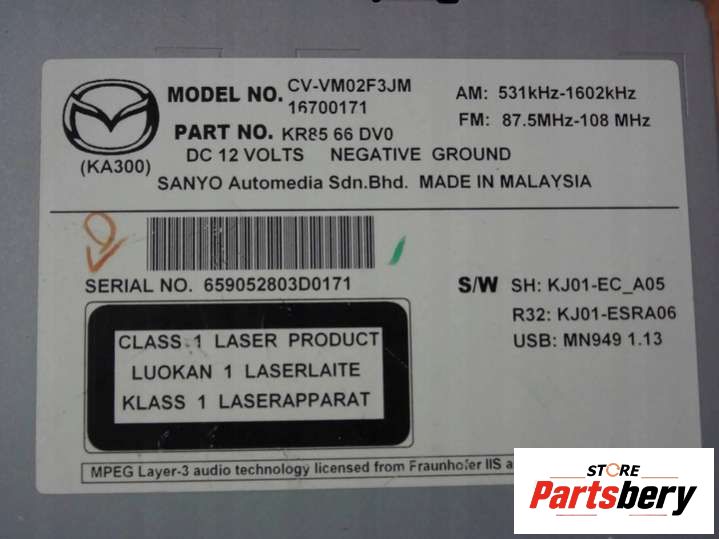 MODEL NO. CV-VM02F3JM
16700171
AM: 531kHz-1602kHz
FM: 87.5MHz-108 MHz
PART NO. KR85 66 DV0
(KA300)
DC 12 VOLTS NEGATIVE GROUND
SANYO Automedia Sdn.Bhd. MADE IN MALAYSIA
SERIAL NO. 659052803D0171
S/W SH: KJ01-EC_A05
R32: KJ01-ESRA06
USB: MN949 1.13
CLASS 1 LASER PRODUCT
LUOKAN 1 LASERLAITE
KLASS 1 LASERAPPARAT
MPEG Layer-3 audio technology licensed from Fraunhofer IIS
STORE
Partsbery